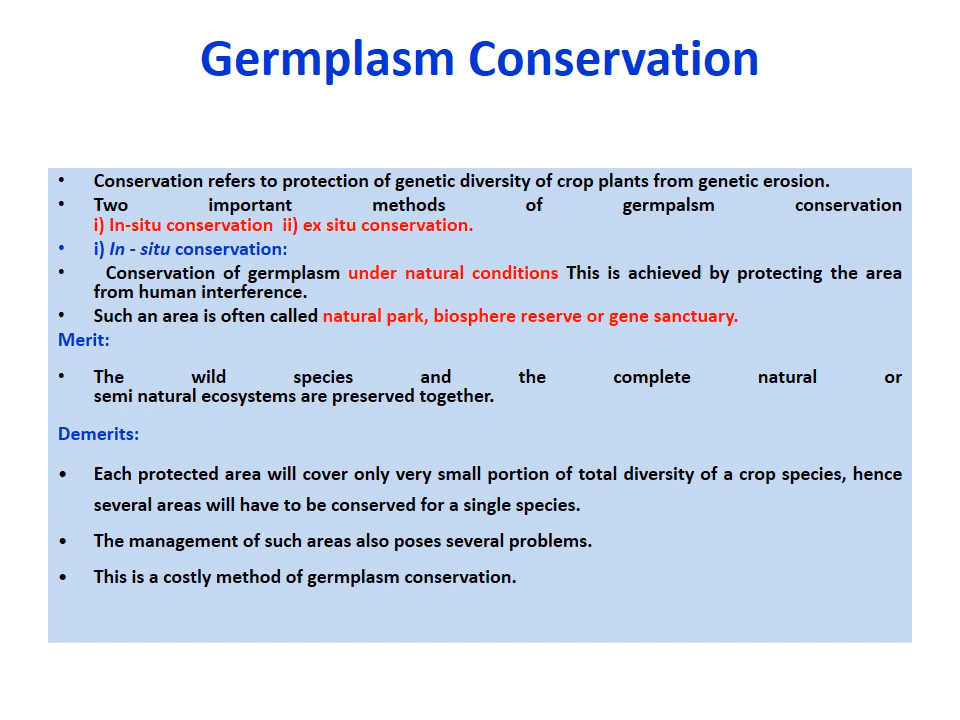 Germplasm Conservation
• Conservation refers to protection of genetic diversity of crop plants from genetic erosion.
• Two important methods of germpalsm conservation
i) In-situ conservation  ii) ex situ conservation.
• i) In - situ conservation:
• Conservation of germplasm under natural conditions This is achieved by protecting the area
from human interference.
• Such an area is often called natural park, biosphere reserve or gene sanctuary.
Merit:
• The wild species and the complete natural or
semi natural ecosystems are preserved together.
Demerits:
• Each protected area will cover only very small portion of total diversity of a crop species, hence
several areas will have to be conserved for a single species.
• The management of such areas also poses several problems.
• This is a costly method of germplasm conservation.